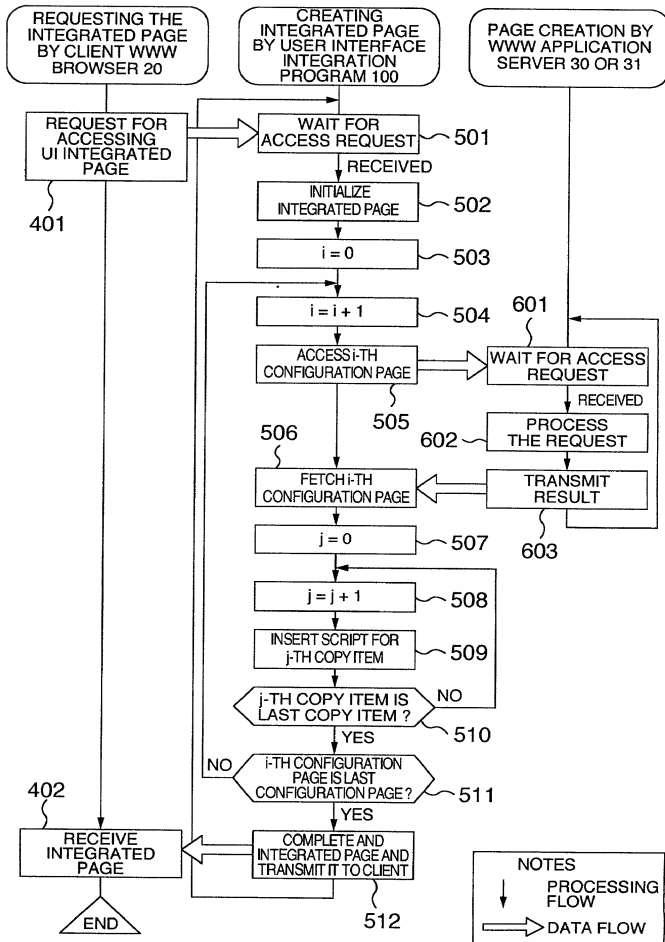 REQUESTING THE
INTEGRATED PAGE
BY CLIENT WWW
BROWSER 20
CREATING
INTEGRATED PAGE
BY USER INTERFACE
INTEGRATION
PROGRAM 100
PAGE CREATION BY
WWW APPLICATION
SERVER 30 OR 31
REQUEST FOR
ACCESSING
UI INTEGRATED
PAGE
401
WAIT FOR
ACCESS REQUEST
501
RECEIVED
INITIALIZE
INTEGRATED PAGE
502
i = 0
503
i = i + 1
504
ACCESS i-TH
CONFIGURATION PAGE
505
601
WAIT FOR ACCESS
REQUEST
RECEIVED
602
PROCESS
THE REQUEST
TRANSMIT
RESULT
603
506
FETCH i-TH
CONFIGURATION PAGE
j = 0
507
j = j + 1
508
INSERT SCRIPT FOR
j-TH COPY ITEM
509
j-TH COPY ITEM IS
LAST COPY ITEM ?
NO
510
YES
NO
i-TH CONFIGURATION
PAGE IS LAST
CONFIGURATION PAGE ?
511
YES
402
RECEIVE
INTEGRATED
PAGE
COMPLETE AND
INTEGRATED PAGE AND
TRANSMIT IT TO CLIENT
512
END
NOTES
PROCESSING
FLOW
DATA FLOW